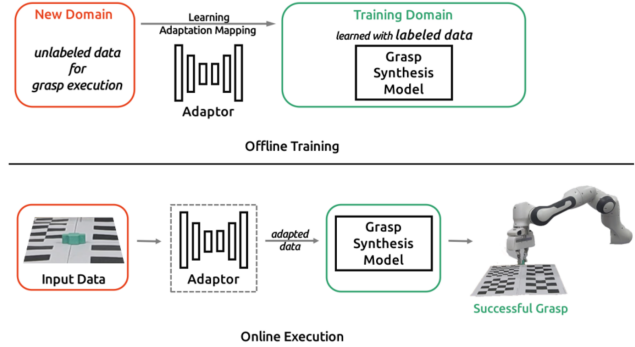 New Domain
unlabeled data
for
grasp execution
Learning
Adaptation Mapping
Adaptor
Training Domain
learned with labeled data
Grasp
Synthesis
Model
Offline Training
Input Data
Adaptor
adapted
data
Grasp
Synthesis
Model
Successful Grasp
Online Execution